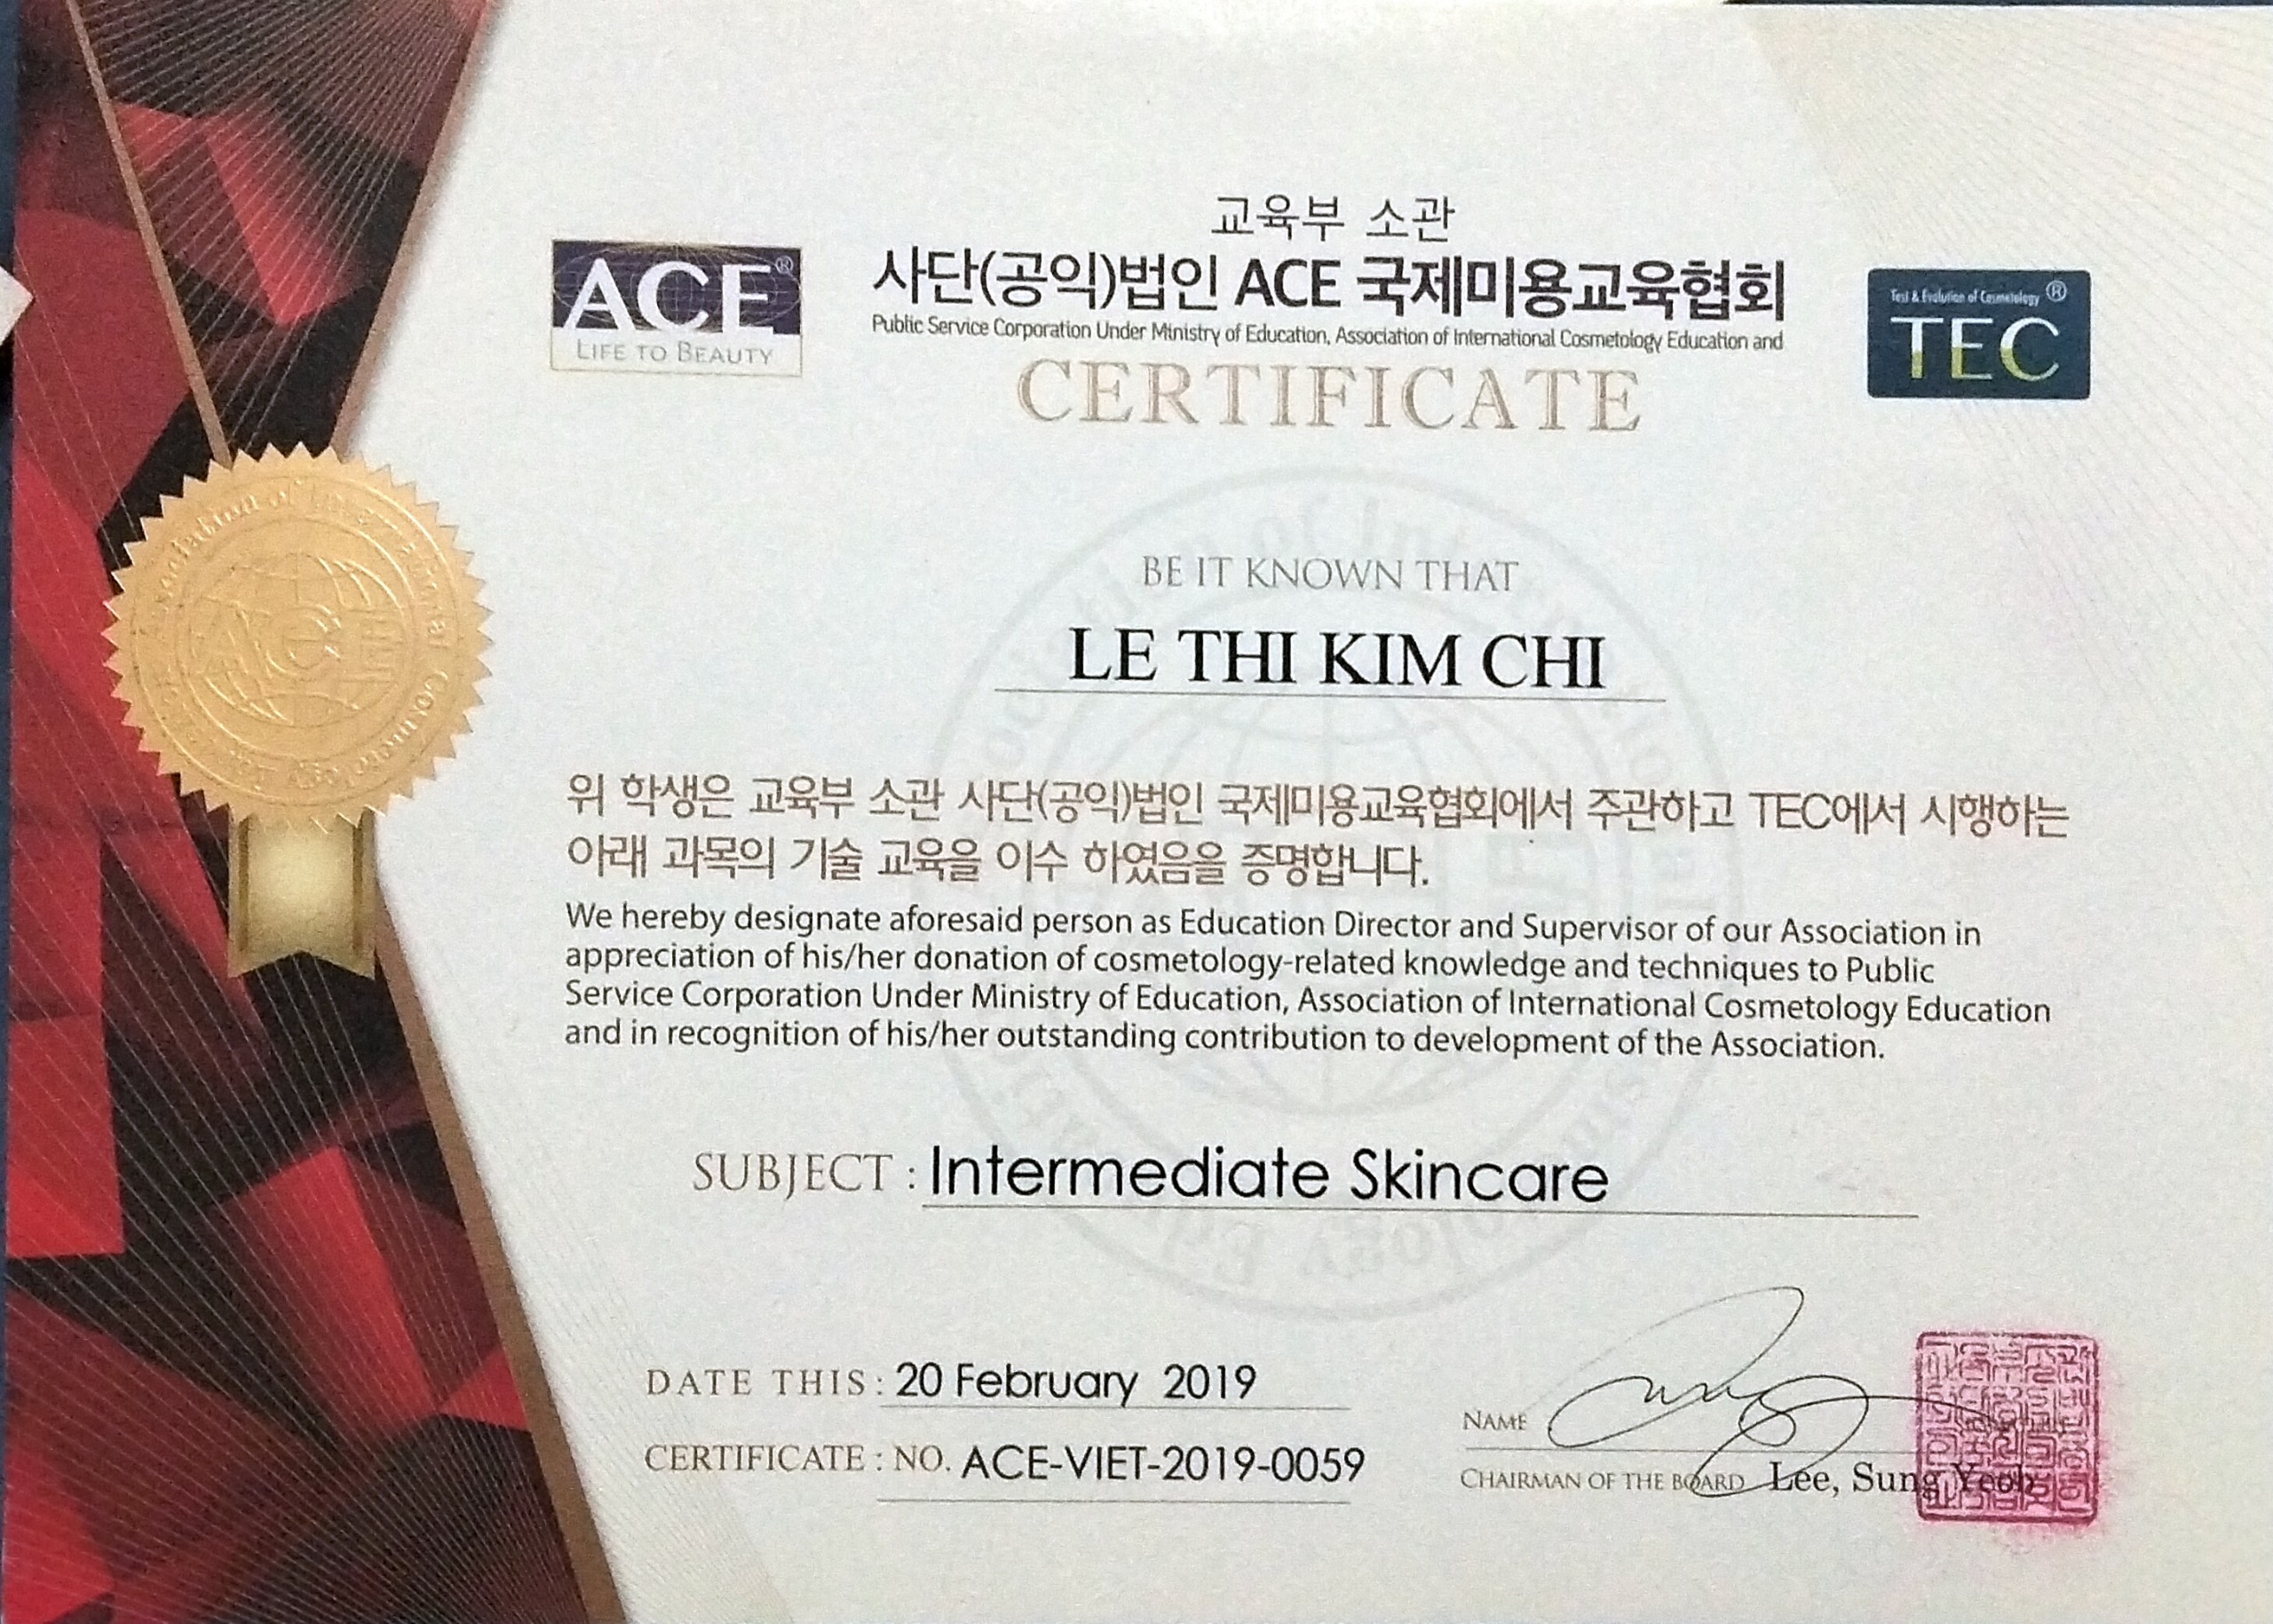 교육부 소관
ACE®
LIFE TO BEAUTY
사단(공익)법인 ACE 국제미용교육협회
Public Service Corporation Under Ministry of Education, Association of International Cosmetology Education and
Test & Evolution of Cosmetology ®
TEC
CERTIFICATE
BE IT KNOWN THAT
LE THI KIM CHI
위 학생은 교육부 소관 사단(공익)법인 국제미용교육협회에서 주관하고 TEC에서 시행하는
아래 과목의 기술 교육을 이수 하였음을 증명합니다.
We hereby designate aforesaid person as Education Director and Supervisor of our Association in
appreciation of his/her donation of cosmetology-related knowledge and techniques to Public
Service Corporation Under Ministry of Education, Association of International Cosmetology Education
and in recognition of his/her outstanding contribution to development of the Association.
SUBJECT : Intermediate Skincare
DATE THIS : 20 February 2019
CERTIFICATE : NO. ACE-VIET-2019-0059
NAME
CHAIRMAN OF THE BOARD Lee, Sung Yeob